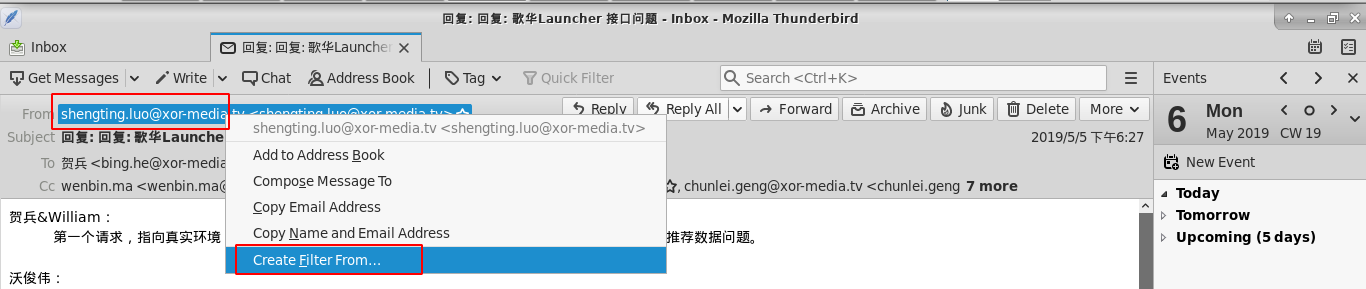 回复: 回复: 歌华Launcher 接口问题 - Inbox - Mozilla Thunderbird
Inbox
回复: 回复: 歌华Launcher
Get Messages
Write
Chat
Address Book
Tag
Quick Filter
Search <Ctrl+K>
Events
From shengting.luo@xor-media.tv <shengting.luo@xor-media.tv>
Reply
Reply All
Forward
Archive
Junk
Delete
More
6
Mon
May 2019 CW 19
Subject 回复: 回复: 歌华Launche
2019/5/5 下午6:27
To 贺兵 <bing.he@xor-media
Cc wenbin.ma <wenbin.ma@
, chunlei.geng@xor-media.tv <chunlei.geng 7 more
shengting.luo@xor-media.tv <shengting.luo@xor-media.tv>
Add to Address Book
Compose Message To
Copy Email Address
Copy Name and Email Address
Create Filter From...
New Event
Today
Tomorrow
Upcoming (5 days)
贺兵&William：
第一个请求，指向真实环境
推荐数据问题。
沃俊伟：